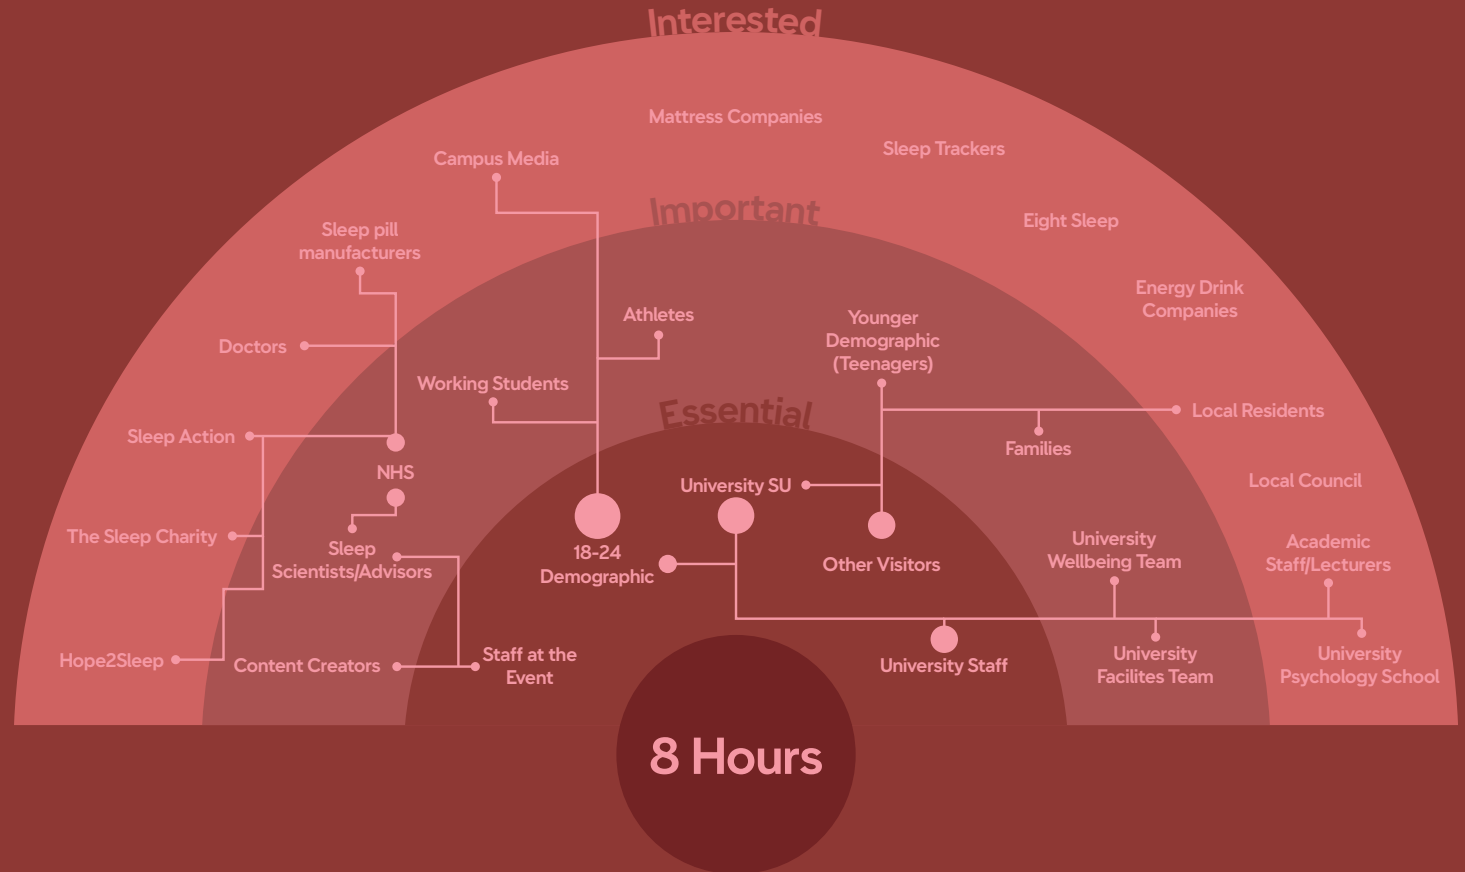 Interested
Mattress Companies
Sleep Trackers
Campus Media
Important
Eight Sleep
Sleep pill
manufacturers
Energy Drink
Companies
Athletes
Younger
Demographic
(Teenagers)
Doctors
Working Students
Essential
Local Residents
Sleep Action
Families
NHS
University SU
Local Council
The Sleep Charity
Sleep
Scientists/Advisors
18-24
Demographic
Other Visitors
University
Wellbeing Team
Academic
Staff/Lecturers
Hope2Sleep
Content Creators
Staff at the
Event
University Staff
University
Facilites Team
University
Psychology School
8 Hours